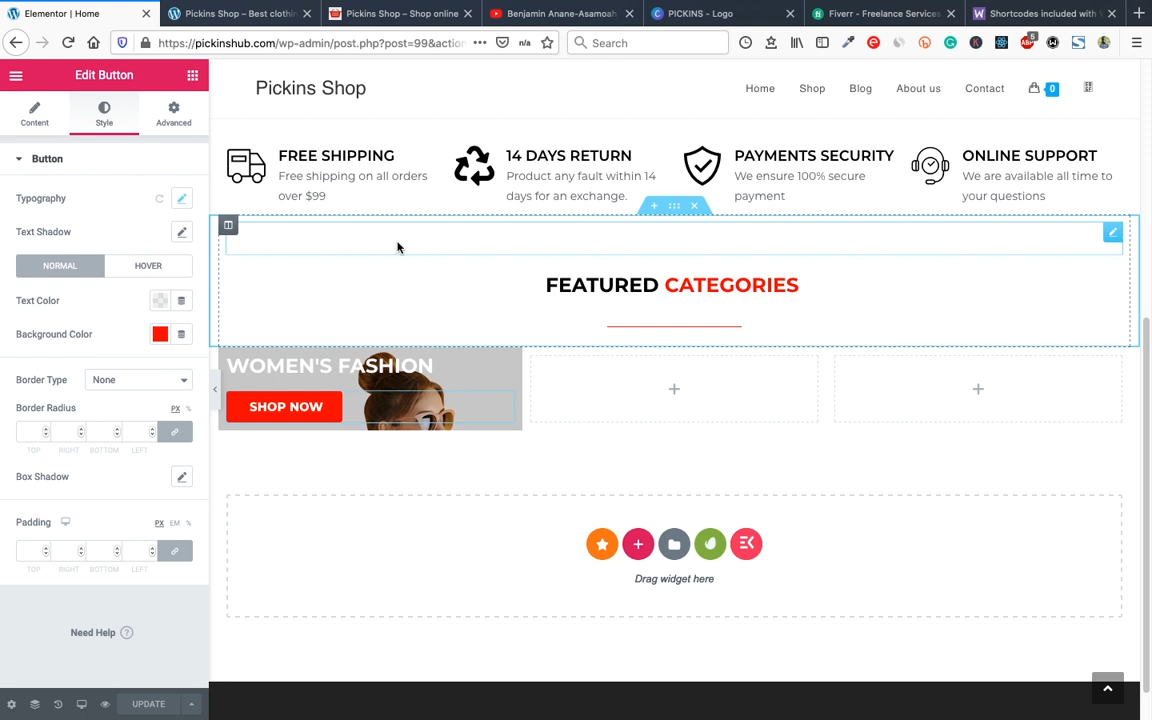 Elementor | Home
Pickins Shop – Best clothin
Pickins Shop – Shop online
Benjamin Anane-Asamoah
PICKINS - Logo
Fiverr - Freelance Services
Shortcodes included with
https://pickinshub.com/wp-admin/post.php?post=99&action
n/a
Search
5
Edit Button
Content
Style
Advanced
Button
Typography
Text Shadow
NORMAL
HOVER
Text Color
Background Color
Border Type
None
Border Radius
PX %
TOP RIGHT BOTTOM LEFT
Box Shadow
Padding
PX EM %
TOP RIGHT BOTTOM LEFT
Need Help
UPDATE
Pickins Shop
Home
Shop
Blog
About us
Contact
0
FREE SHIPPING
Free shipping on all orders
over $99
14 DAYS RETURN
Product any fault within 14
days for an exchange.
PAYMENTS SECURITY
We ensure 100% secure
payment
ONLINE SUPPORT
We are available all time to
your questions
FEATURED CATEGORIES
WOMEN'S FASHION
SHOP NOW
Drag widget here